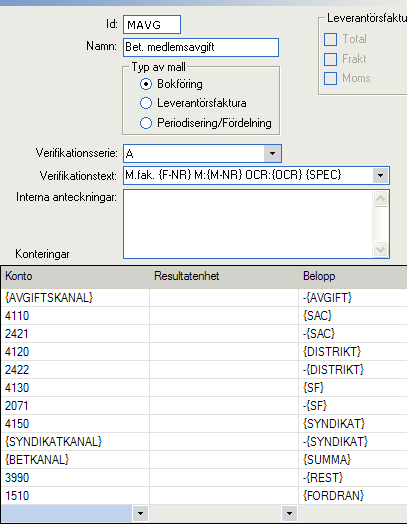 Id: MAVG
Leverantörsfaktu
Namn: Bet. medlemsavgift
Total
Frakt
Moms
Typ av mall
Bokföring
Leverantörsfaktura
Periodisering/Fördelning
Verifikationsserie: A
Verifikationstext: M.fak. {F-NR} M:{M-NR} OCR:{OCR} {SPEC}
Interna anteckningar:
Konteringar
Konto Resultatenhet Belopp
{AVGIFTSKANAL} -{AVGIFT}
4110 {SAC}
2421 -{SAC}
4120 {DISTRIKT}
2422 -{DISTRIKT}
4130 {SF}
2071 -{SF}
4150 {SYNDIKAT}
{SYNDIKATKANAL} -{SYNDIKAT}
{BETKANAL} {SUMMA}
3990 -{REST}
1510 {FORDRAN}